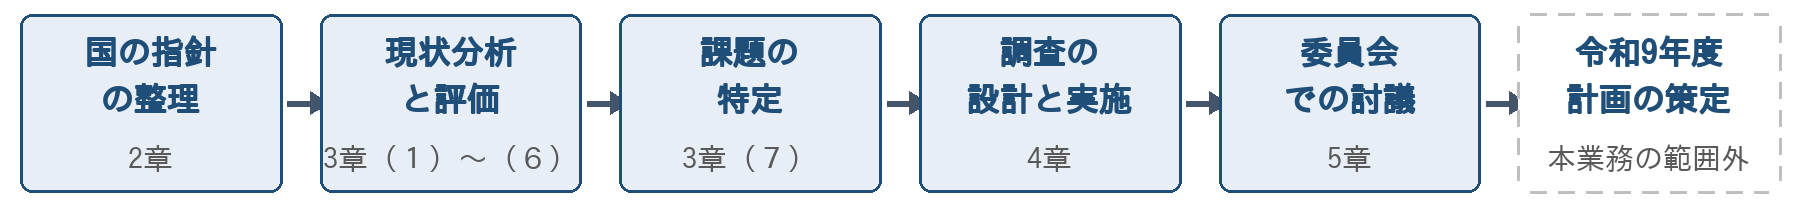 国の指針
の整理
2章
現状分析
と評価
3章（１）～（６）
課題の
特定
3章（７）
調査の
設計と実施
4章
委員会
での討議
5章
令和9年度
計画の策定
本業務の範囲外